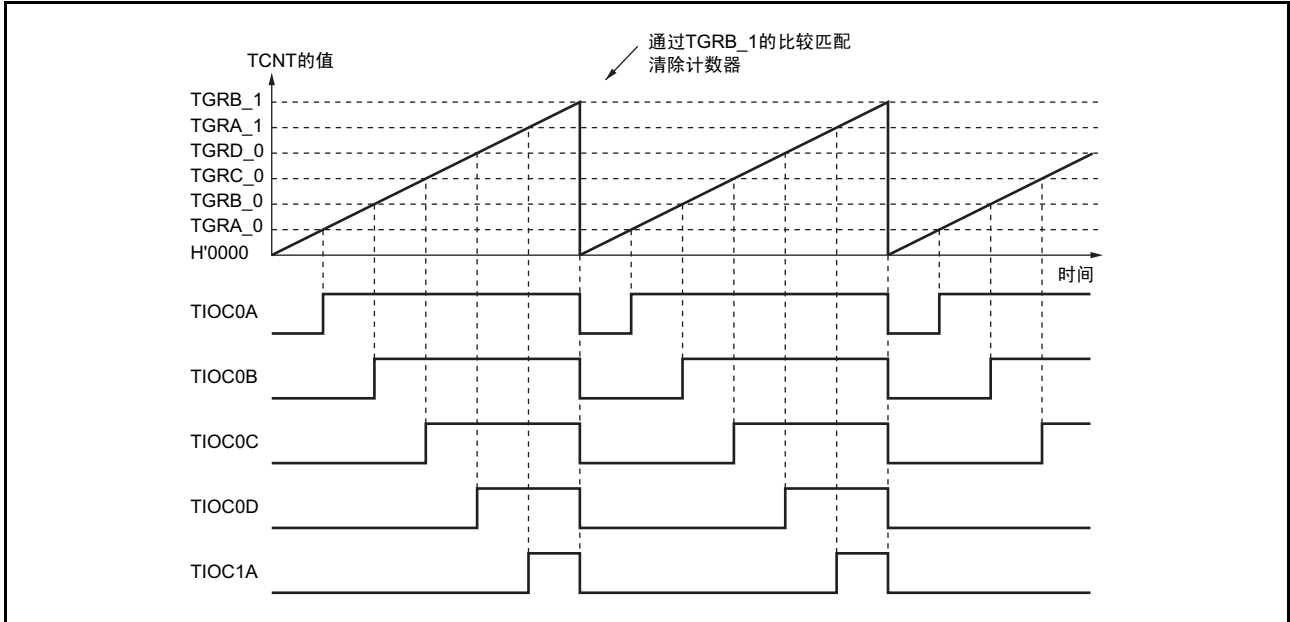 通过TGRB_1的比较匹配
清除计数器
TCNT的值
TGRB_1
TGRA_1
TGRD_0
TGRC_0
TGRB_0
TGRA_0
H'0000
时间
TIOC0A
TIOC0B
TIOC0C
TIOC0D
TIOC1A